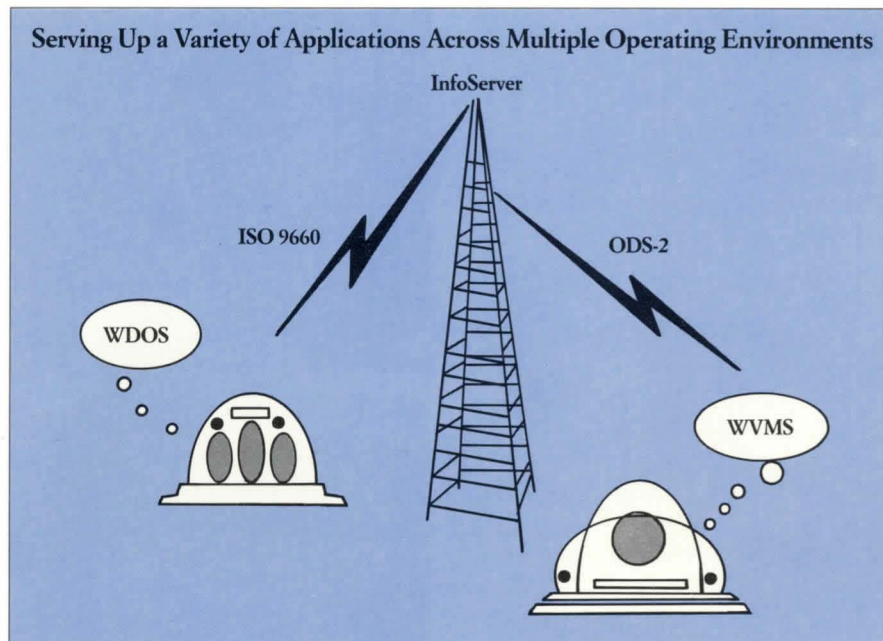 Serving Up a Variety of Applications Across Multiple Operating Environments
InfoServer
ISO 9660
ODS-2
WDOS
WVMS